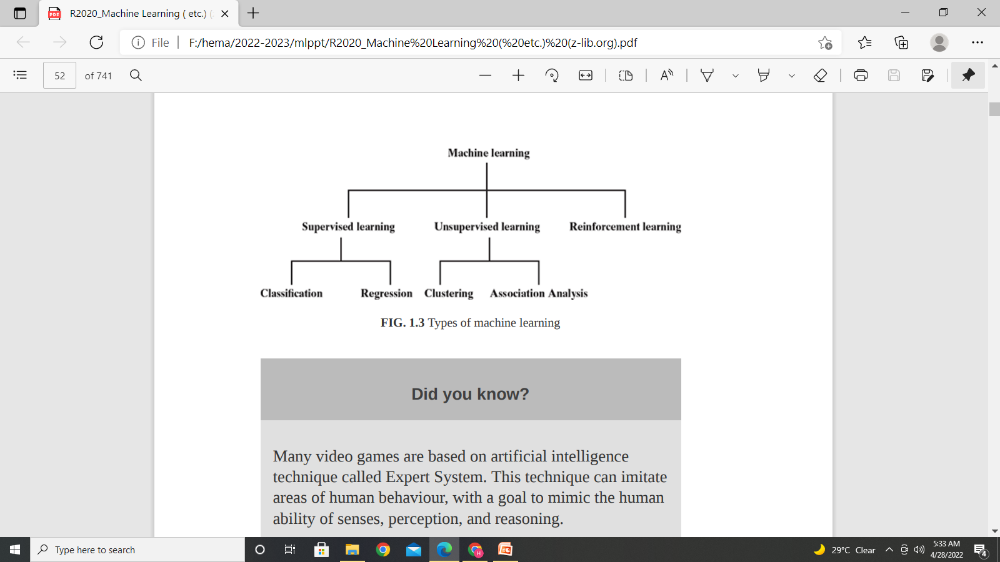 R2020_Machine Learning ( etc.) (
File
F:/hema/2022-2023/mlppt/R2020_Machine%20Learning%20(%20etc.)%20(z-lib.org).pdf
52 of 741
Machine learning
Supervised learning Unsupervised learning Reinforcement learning
Classification Regression Clustering Association Analysis
FIG. 1.3 Types of machine learning
Did you know?
Many video games are based on artificial intelligence
technique called Expert System. This technique can imitate
areas of human behaviour, with a goal to mimic the human
ability of senses, perception, and reasoning.
Type here to search
29°C Clear
5:33 AM
4/28/2022
4